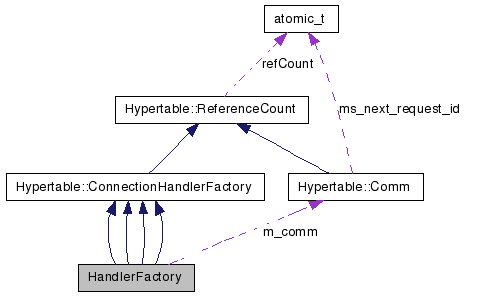 atomic_t
refCount
Hypertable::ReferenceCount
ms_next_request_id
Hypertable::ConnectionHandlerFactory
Hypertable::Comm
m_comm
HandlerFactory